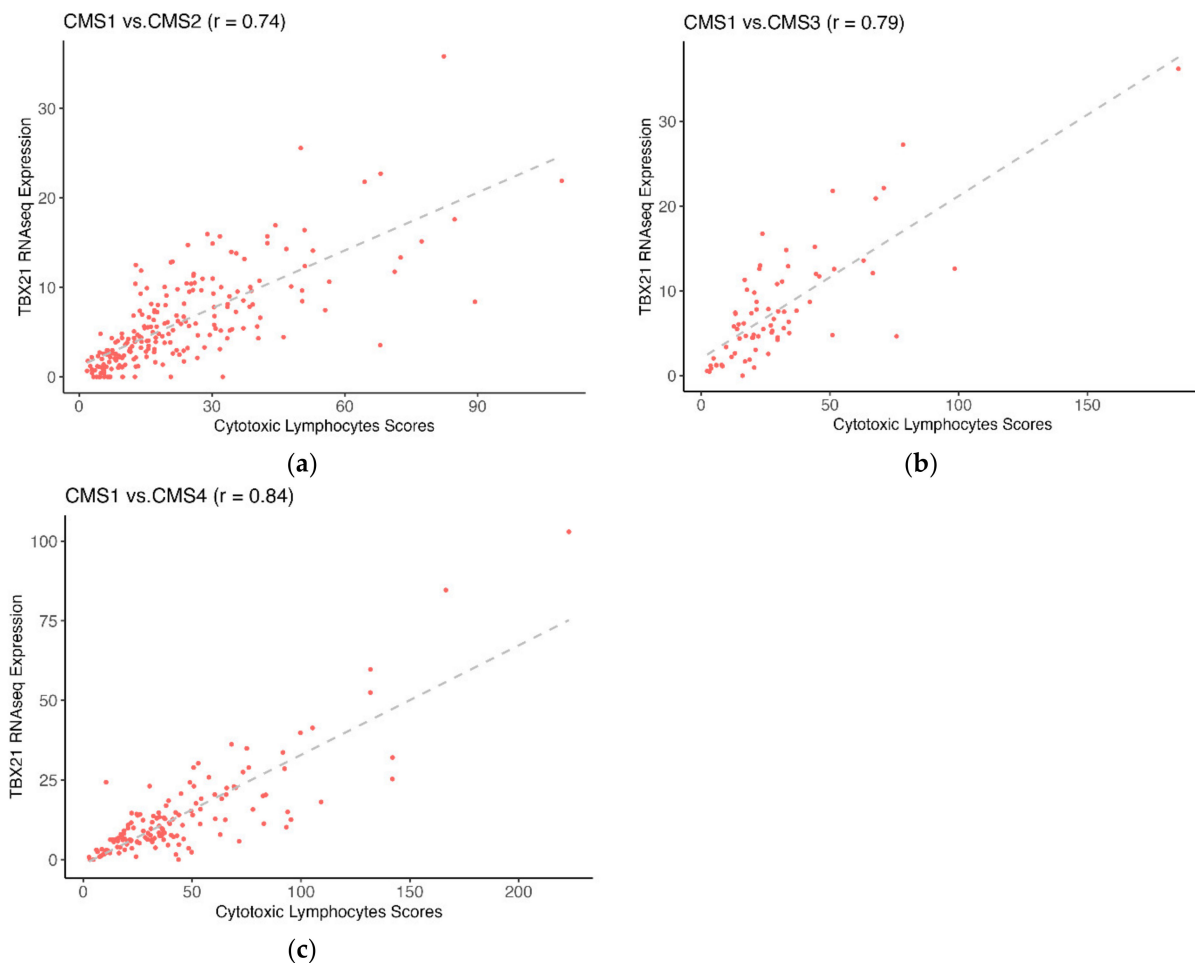 CMS1 vs.CMS2 (r = 0.74)
TBX21 RNAseq Expression
30
20
10
0
0 30 60 90
Cytotoxic Lymphocytes Scores
(a)
CMS1 vs.CMS3 (r = 0.79)
TBX21 RNAseq Expression
30
20
10
0
0 50 100 150
Cytotoxic Lymphocytes Scores
(b)
CMS1 vs.CMS4 (r = 0.84)
TBX21 RNAseq Expression
100
75
50
25
0
0 50 100 150 200
Cytotoxic Lymphocytes Scores
(c)